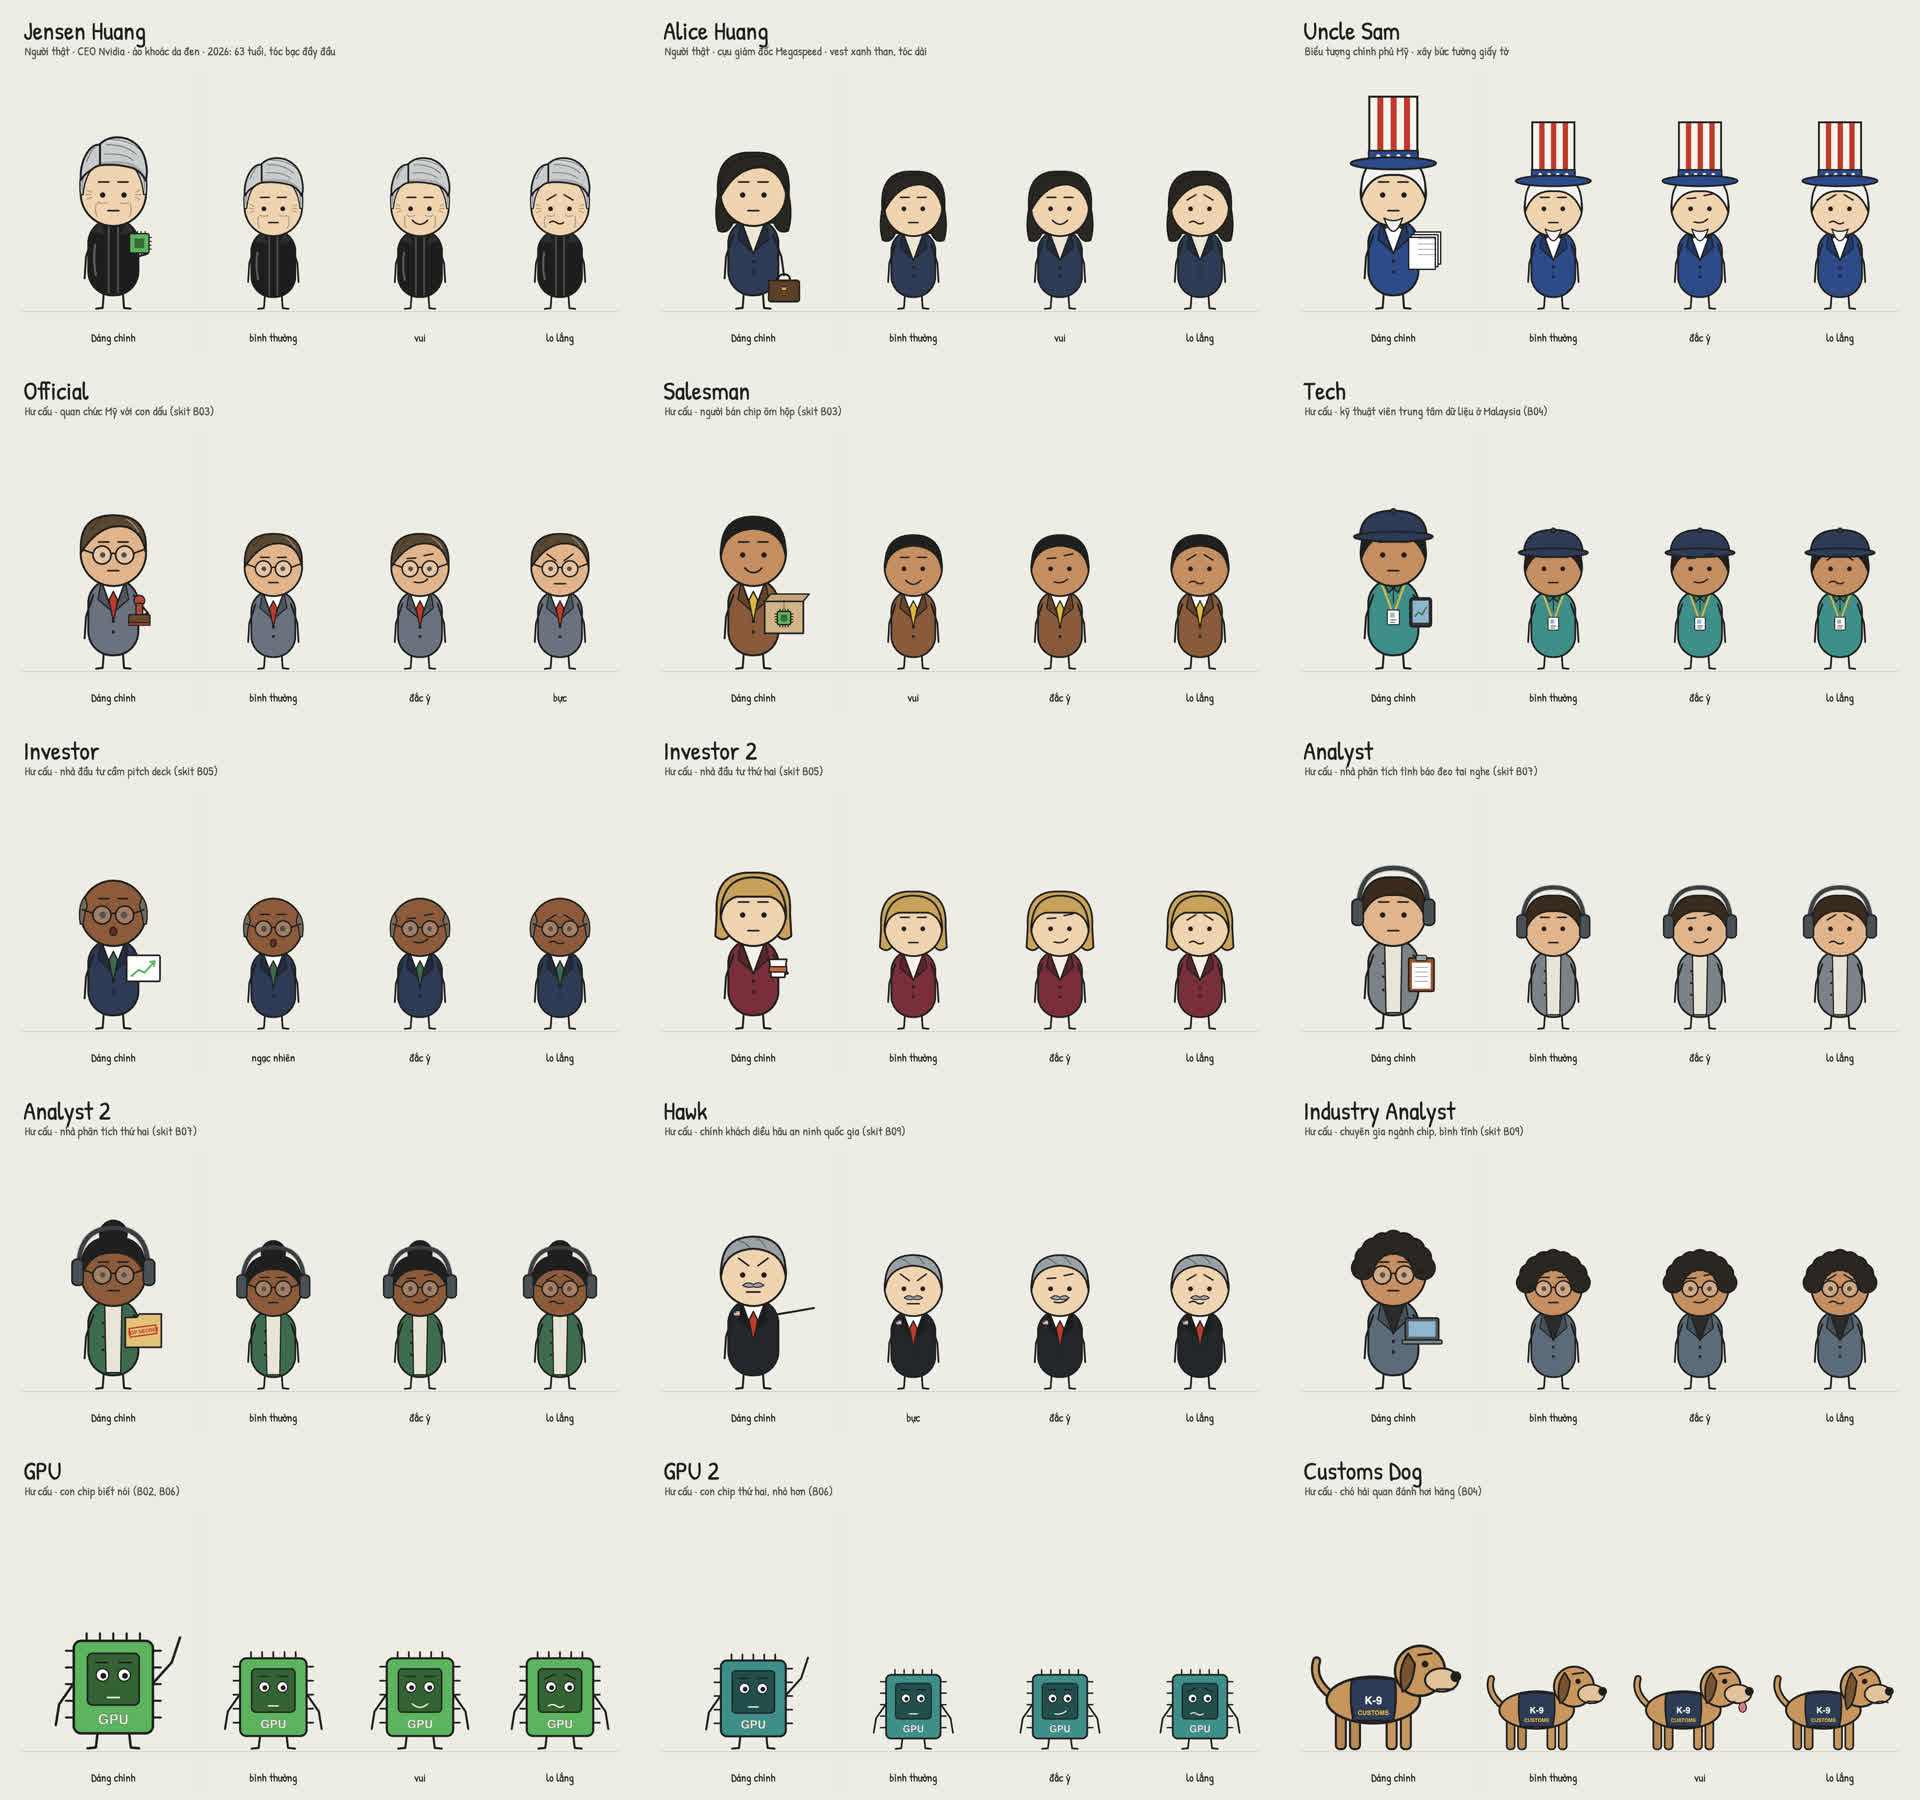 Jensen Huang
Người thật · CEO Nvidia · áo khoác da đen · 2026: 63 tuổi, tóc bạc đầy đầu
Dáng chính
bình thường
vui
lo lắng
Alice Huang
Người thật · cựu giám đốc Megaspeed · vest xanh than, tóc dài
Dáng chính
bình thường
vui
lo lắng
Uncle Sam
Biểu tượng chính phủ Mỹ · xây bức tường giấy tờ
Dáng chính
bình thường
đắc ý
lo lắng
Official
Hư cấu · quan chức Mỹ với con dấu (skit B03)
Dáng chính
bình thường
đắc ý
bực
Salesman
Hư cấu · người bán chip ôm hộp (skit B03)
Dáng chính
vui
đắc ý
lo lắng
Tech
Hư cấu · kỹ thuật viên trung tâm dữ liệu ở Malaysia (B04)
Dáng chính
bình thường
đắc ý
lo lắng
Investor
Hư cấu · nhà đầu tư cầm pitch deck (skit B05)
Dáng chính
ngạc nhiên
đắc ý
lo lắng
Investor 2
Hư cấu · nhà đầu tư thứ hai (skit B05)
Dáng chính
bình thường
đắc ý
lo lắng
Analyst
Hư cấu · nhà phân tích tình báo đeo tai nghe (skit B07)
Dáng chính
bình thường
đắc ý
lo lắng
Analyst 2
Hư cấu · nhà phân tích thứ hai (skit B07)
TOP SECRET
Dáng chính
bình thường
đắc ý
lo lắng
Hawk
Hư cấu · chính khách diều hâu an ninh quốc gia (skit B09)
Dáng chính
bực
đắc ý
lo lắng
Industry Analyst
Hư cấu · chuyên gia ngành chip, bình tĩnh (skit B09)
Dáng chính
bình thường
đắc ý
lo lắng
GPU
Hư cấu · con chip biết nói (B02, B06)
GPU
GPU
GPU
GPU
Dáng chính
bình thường
vui
lo lắng
GPU 2
Hư cấu · con chip thứ hai, nhỏ hơn (B06)
GPU
GPU
GPU
GPU
Dáng chính
bình thường
đắc ý
lo lắng
Customs Dog
Hư cấu · chó hải quan đánh hơi hàng (B04)
K-9
CUSTOMS
K-9
CUSTOMS
K-9
CUSTOMS
K-9
CUSTOMS
Dáng chính
bình thường
vui
lo lắng